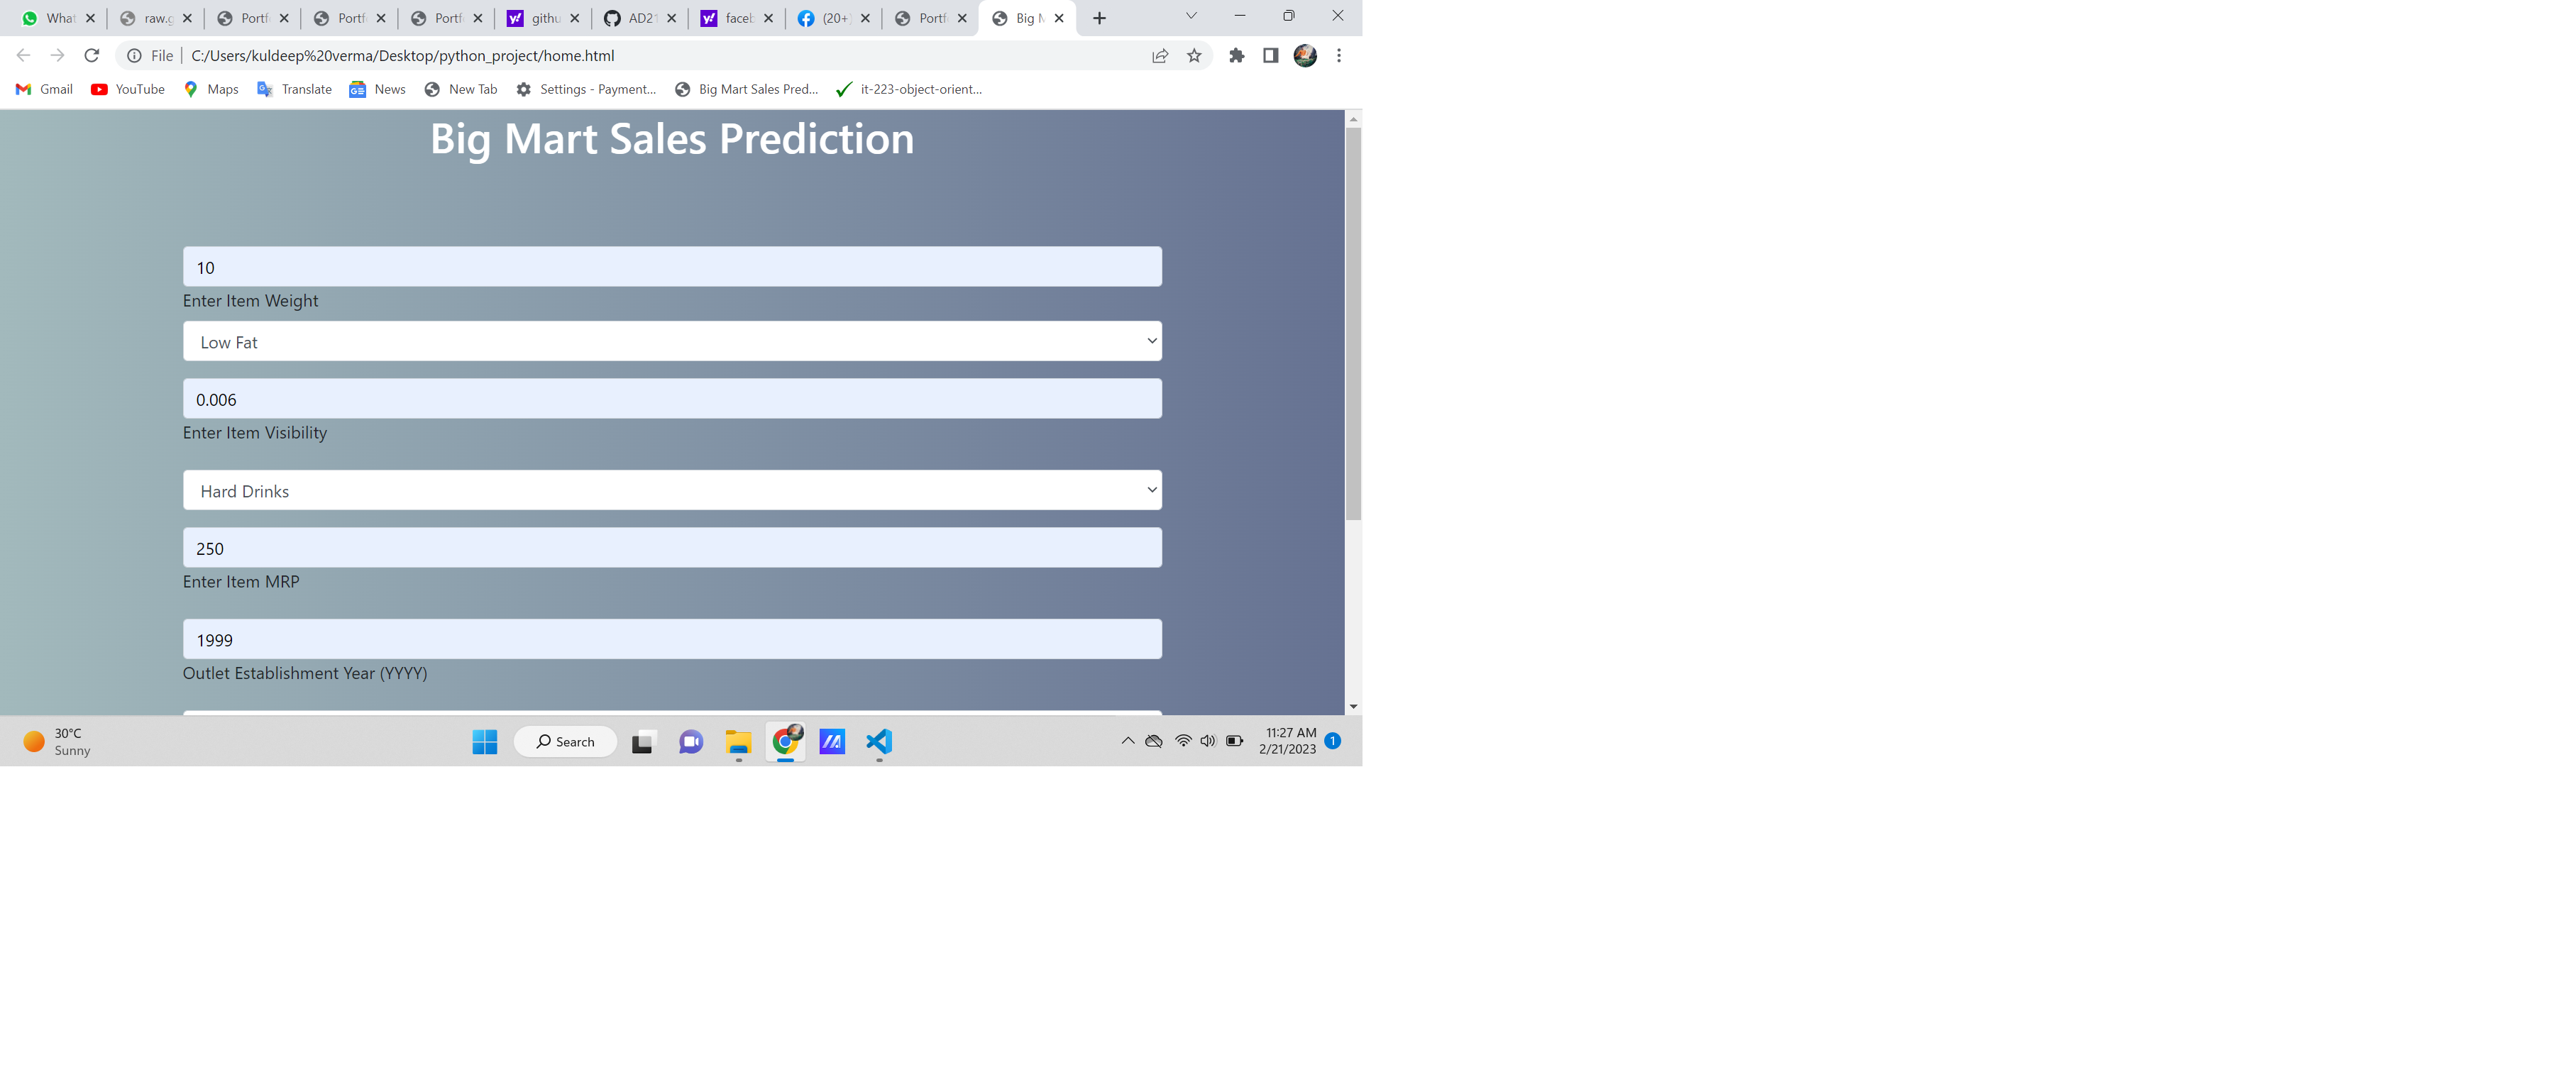 What raw.g Portf Portf Portf githu AD21 faceb (20+) Portf Big M
File C:/Users/kuldeep%20verma/Desktop/python_project/home.html
Gmail YouTube Maps Translate News New Tab Settings - Payment... Big Mart Sales Pred... it-223-object-orient...
Big Mart Sales Prediction
10
Enter Item Weight
Low Fat
0.006
Enter Item Visibility
Hard Drinks
250
Enter Item MRP
1999
Outlet Establishment Year (YYYY)
30°C
Sunny
Search
11:27 AM
2/21/2023
1